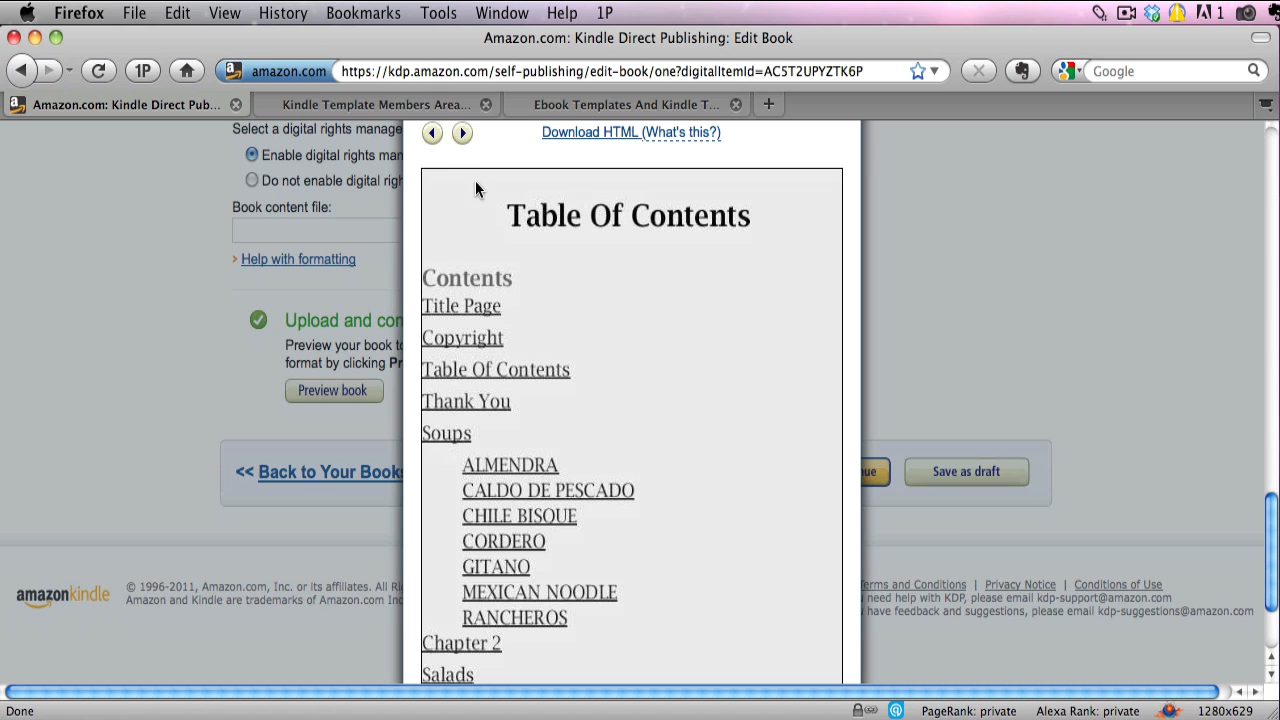 Firefox File Edit View History Bookmarks Tools Window Help 1P 1
Amazon.com: Kindle Direct Publishing: Edit Book
1P amazon.com https://kdp.amazon.com/self-publishing/edit-book/one?digitalItemId=AC5T2UPYZTK6P Google
Amazon.com: Kindle Direct Pub... Kindle Template Members Area... Ebook Templates And Kindle T...
Select a digital rights manage
Download HTML (What's this?)
Enable digital rights man
Do not enable digital righ
Book content file:
Help with formatting
Upload and con
Preview your book to
format by clicking Pr
Preview book
<< Back to Your Books
ue Save as draft
Table Of Contents
Contents
Title Page
Copyright
Table Of Contents
Thank You
Soups
ALMENDRA
CALDO DE PESCADO
CHILE BISQUE
CORDERO
GITANO
MEXICAN NOODLE
RANCHEROS
Chapter 2
Salads
amazonkindle
© 1996-2011, Amazon.com, Inc. or its affiliates. All Ri
Amazon and Kindle are trademarks of Amazon.com Inc
Terms and Conditions | Privacy Notice | Conditions of Use
need help with KDP, please email kdp-support@amazon.com
have feedback and suggestions, please email kdp-suggestions@amazon.com
Done PageRank: private Alexa Rank: private 1280x629